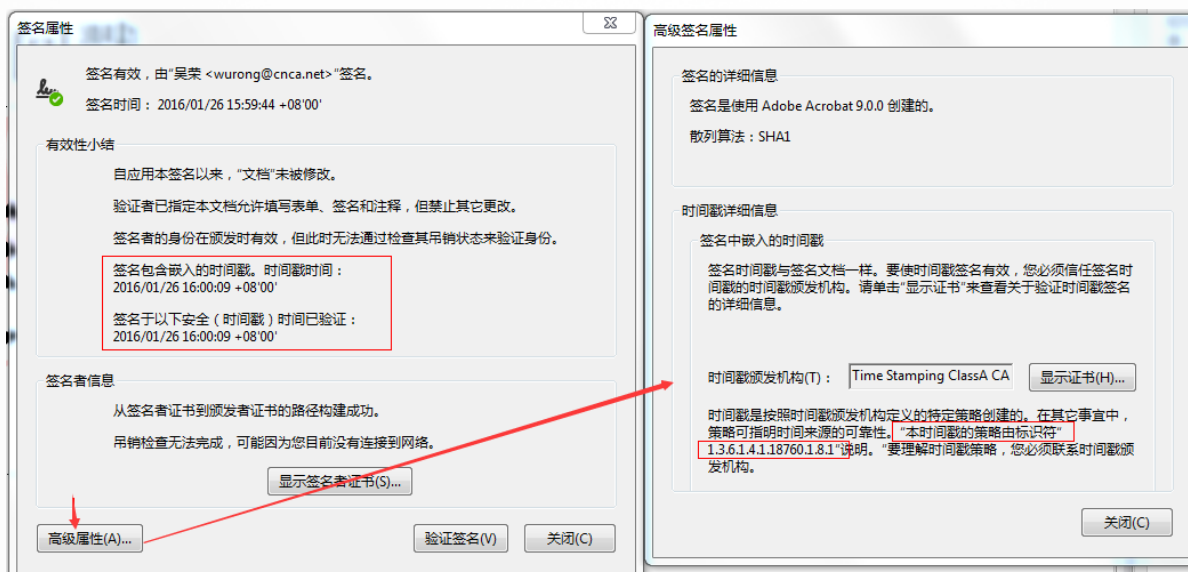 签名属性
签名有效，由“吴荣 <wurong@cnca.net>”签名。
签名时间： 2016/01/26 15:59:44 +08'00'
有效性小结
自应用本签名以来，“文档”未被修改。
验证者已指定本文档允许填写表单、签名和注释，但禁止其它更改。
签名者的身份在颁发时有效，但此时无法通过检查其吊销状态来验证身份。
签名包含嵌入的时间戳。时间戳时间：
2016/01/26 16:00:09 +08'00'
签名于以下安全（时间戳）时间已验证：
2016/01/26 16:00:09 +08'00'
签名者信息
从签名者证书到颁发者证书的路径构建成功。
吊销检查无法完成，可能因为您目前没有连接到网络。
显示签名者证书(S)...
高级属性(A)...
验证签名(V)
关闭(C)
高级签名属性
签名的详细信息
签名是使用 Adobe Acrobat 9.0.0 创建的。
散列算法：SHA1
时间戳详细信息
签名中嵌入的时间戳
签名时间戳与签名文档一样。要使时间戳签名有效，您必须信任签名时
间戳的时间戳颁发机构。请单击“显示证书”来查看关于验证时间戳签名
的详细信息。
时间戳颁发机构(T)： Time Stamping ClassA CA 显示证书(H)...
时间戳是按照时间戳颁发机构定义的特定策略创建的。在其它事宜中，
策略可指明时间来源的可靠性。“本时间戳的策略由标识符“
1.3.6.1.4.1.18760.1.8.1”说明。“要理解时间戳策略，您必须联系时间戳颁
发机构。
关闭(C)